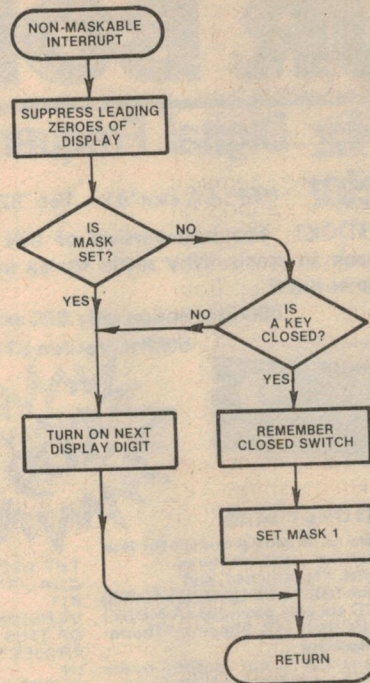 NON-MASKABLE
INTERRUPT
SUPPRESS LEADING
ZEROES OF
DISPLAY
IS
MASK
SET?
NO
YES
IS
A KEY
CLOSED?
NO
YES
TURN ON NEXT
DISPLAY DIGIT
REMEMBER
CLOSED SWITCH
SET MASK 1
RETURN